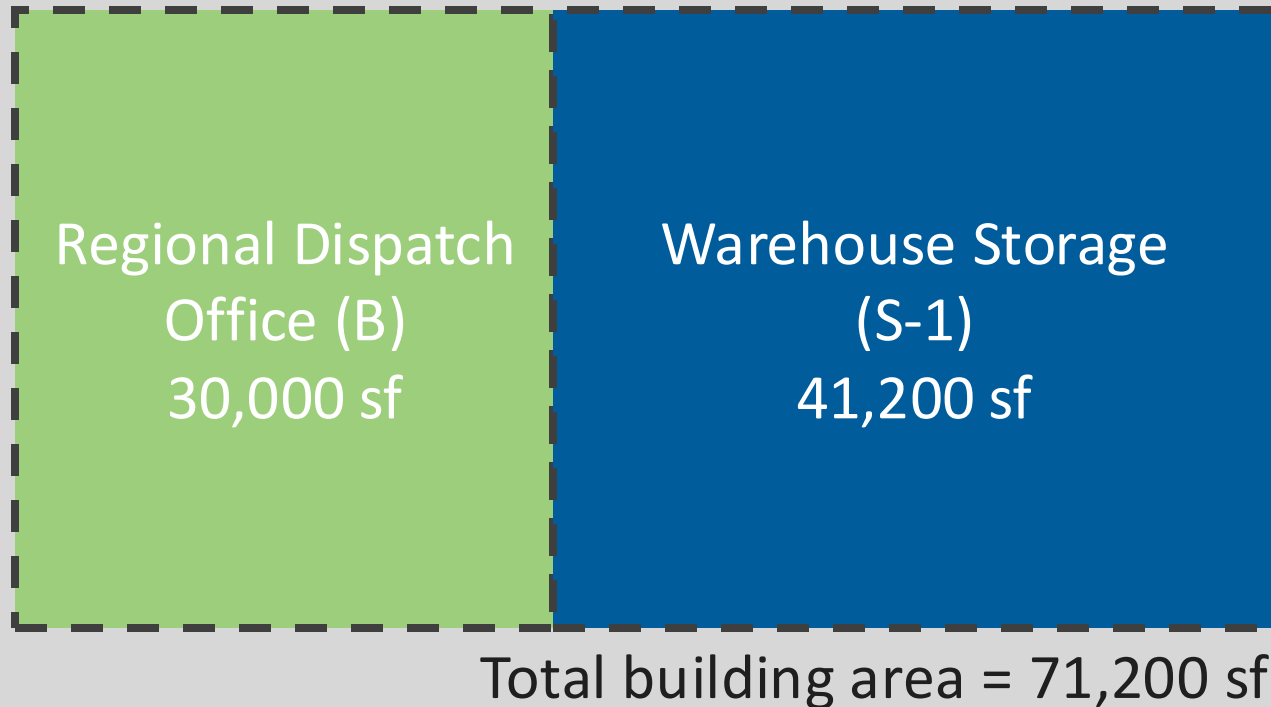 Regional Dispatch
Office (B)
30,000 sf
Warehouse Storage
(S-1)
41,200 sf
Total building area = 71,200 sf